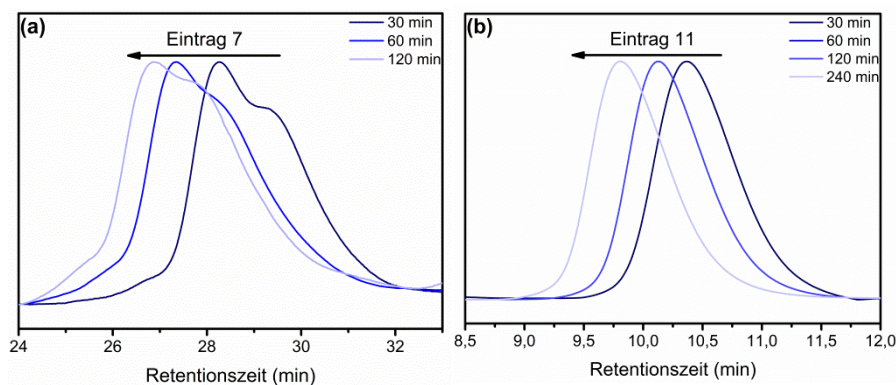 (a)
Eintrag 7
30 min
60 min
120 min
24 26 28 30 32
Retentionszeit (min)
(b)
Eintrag 11
30 min
60 min
120 min
240 min
8,5 9,0 9,5 10,0 10,5 11,0 11,5 12,0
Retentionszeit (min)